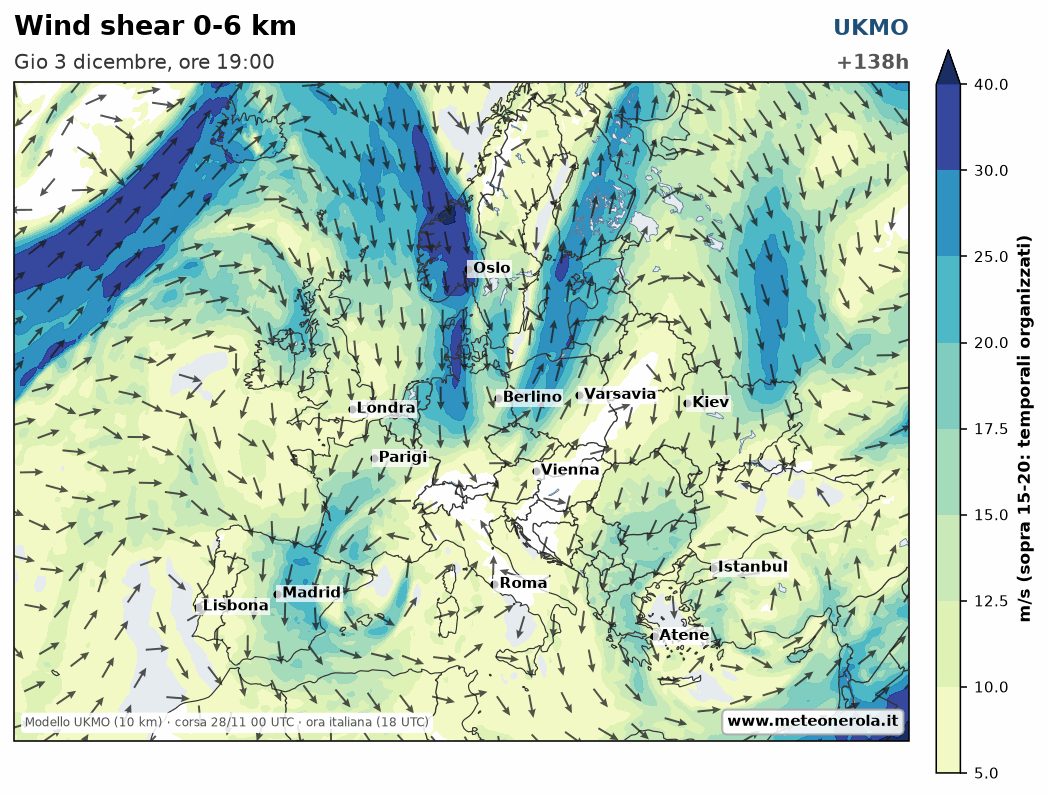 Wind shear 0-6 km
UKMO
Gio 3 dicembre, ore 19:00
+138h
40.0
30.0
25.0
20.0
17.5
15.0
12.5
10.0
5.0
m/s (sopra 15-20: temporali organizzati)
Oslo
Berlino
Varsavia
Kiev
Londra
Parigi
Vienna
Istanbul
Roma
Madrid
Lisbona
Atene
Modello UKMO (10 km) · corsa 28/11 00 UTC · ora italiana (18 UTC)
www.meteonerola.it